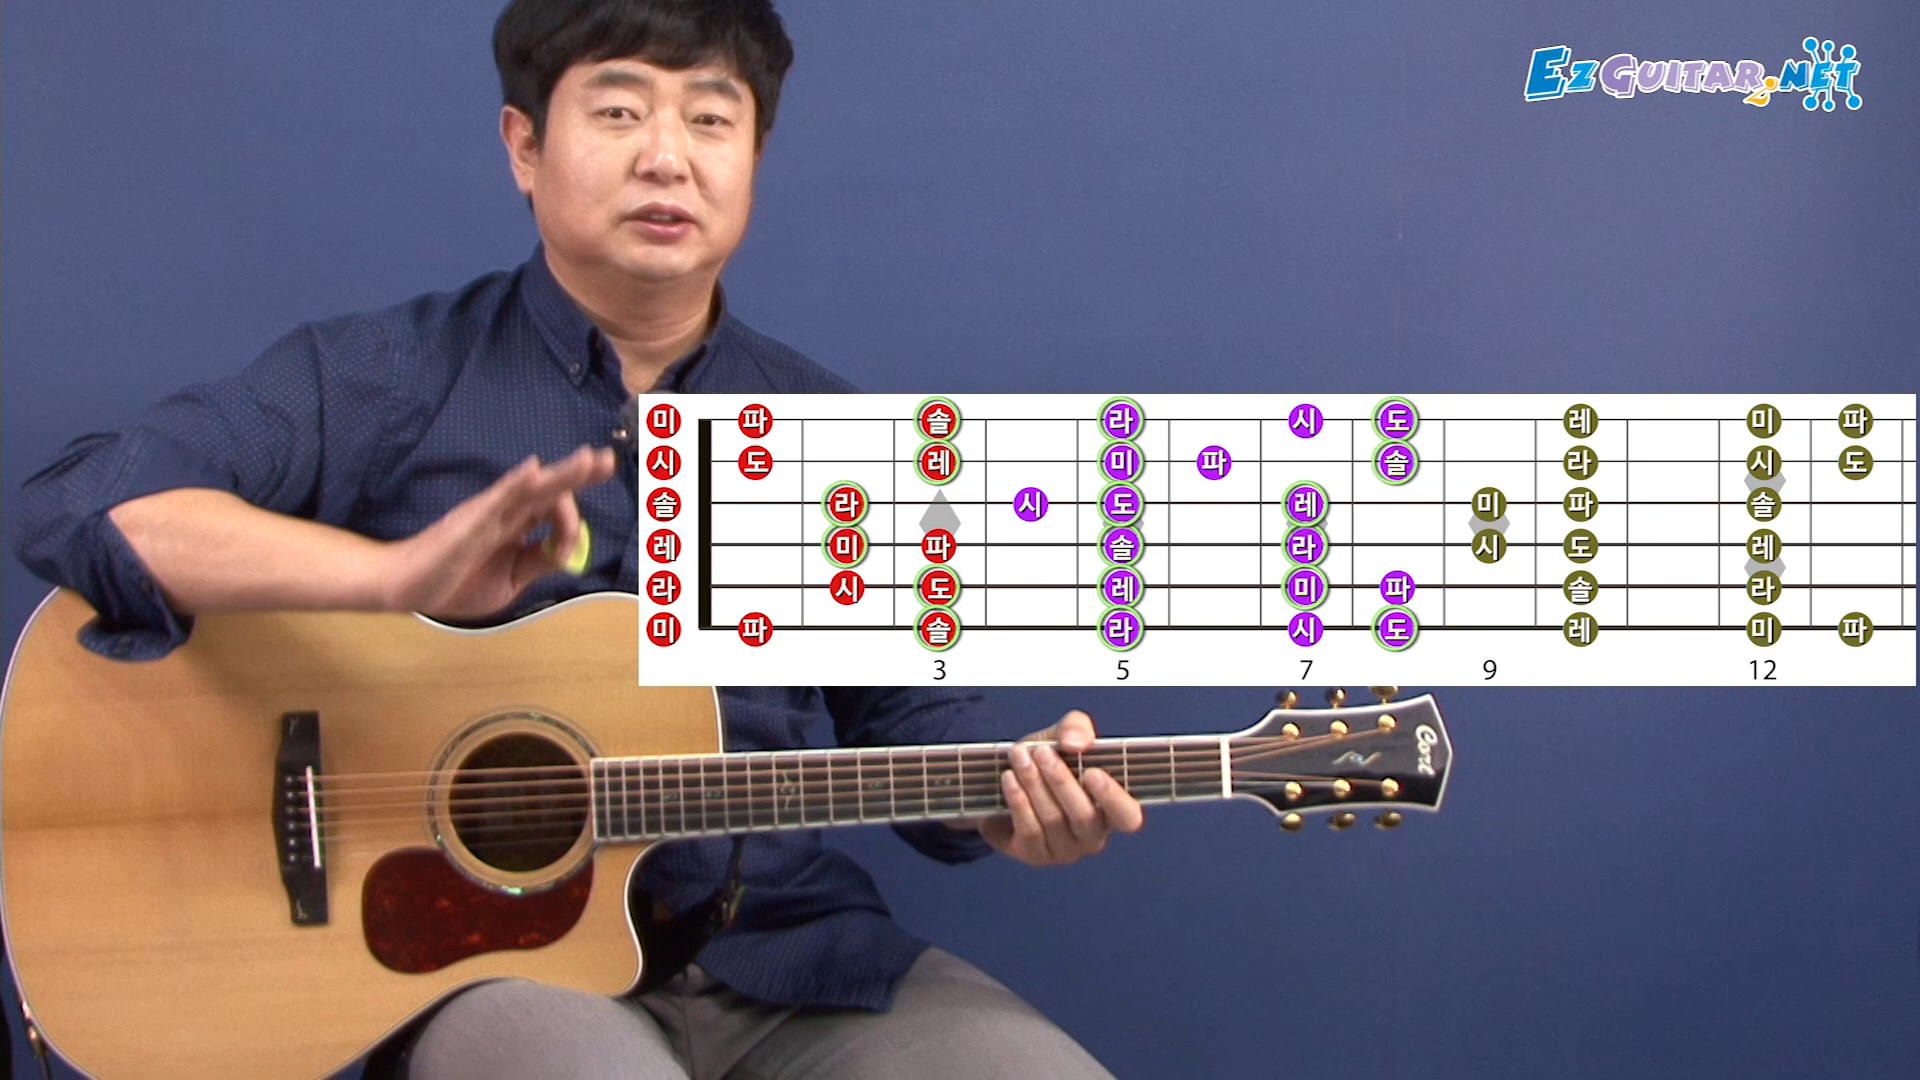 EzGuitar.NET
미 파 솔 라 시 도 레 미 파
시 도 레 미 파 솔 라 시 도
솔 라 시 도 레 미 파 솔
레 미 파 솔 라 시 도 레
라 시 도 레 미 파 솔 라
미 파 솔 라 시 도 레 미 파
3 5 7 9 12
Cort